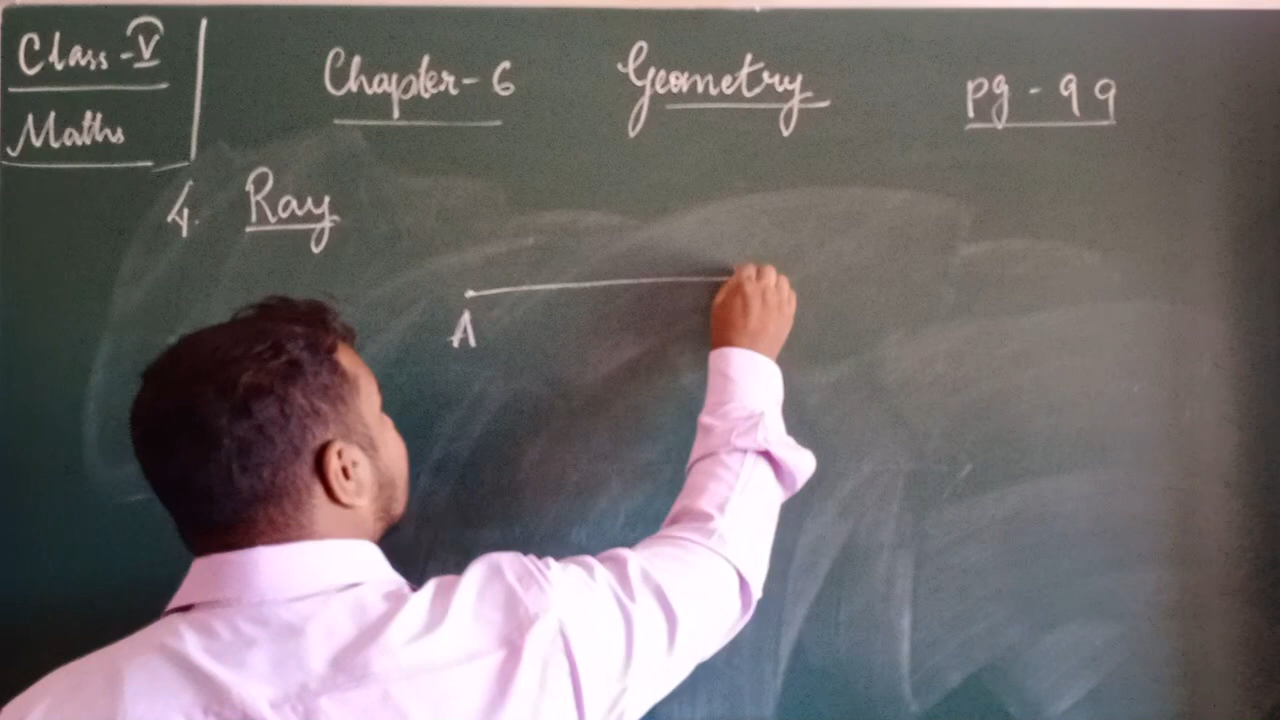 Class - V
Maths
Chapter - 6 Geometry pg - 99
4. Ray
A